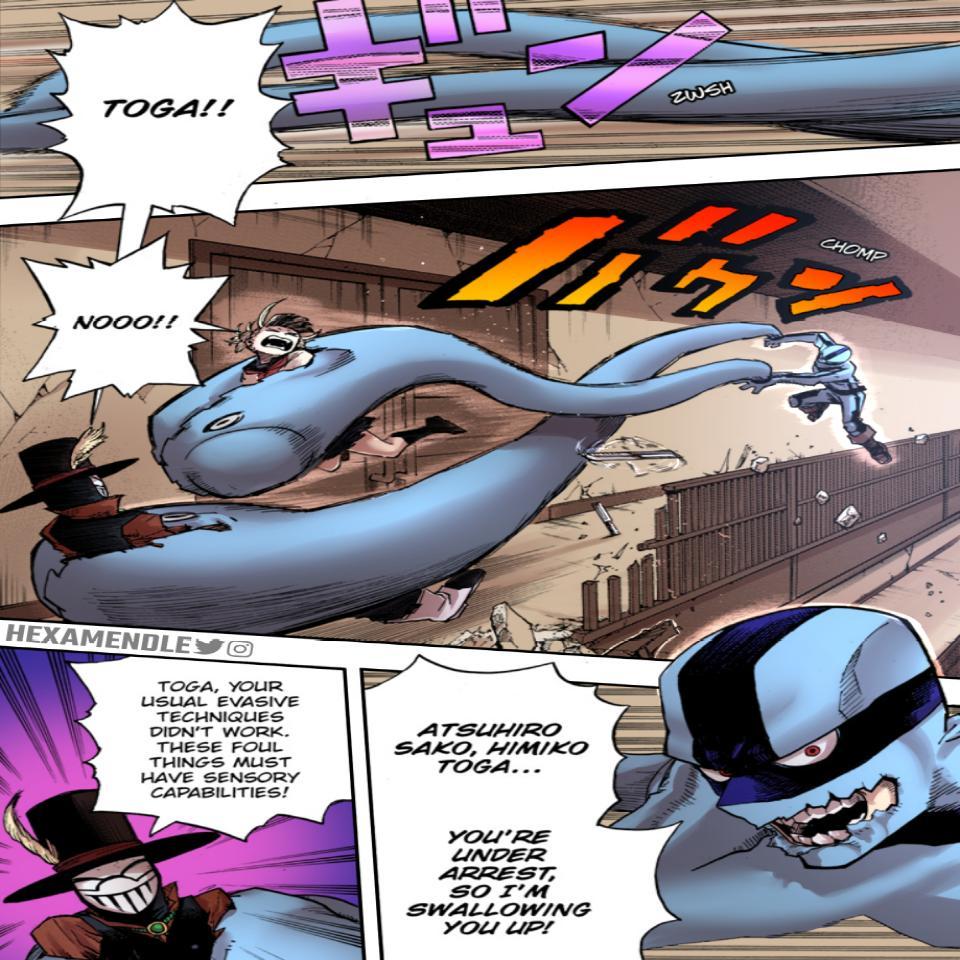 TOGA!!
ギュン
ZWSH
バクン
CHOMP
NOOO!!
HEXAMENDLE
TOGA, YOUR
USUAL EVASIVE
TECHNIQUES
DIDN'T WORK.
THESE FOUL
THINGS MUST
HAVE SENSORY
CAPABILITIES!
ATSUHIRO
SAKO, HIMIKO
TOGA...
YOU'RE
UNDER
ARREST,
SO I'M
SWALLOWING
YOU UP!